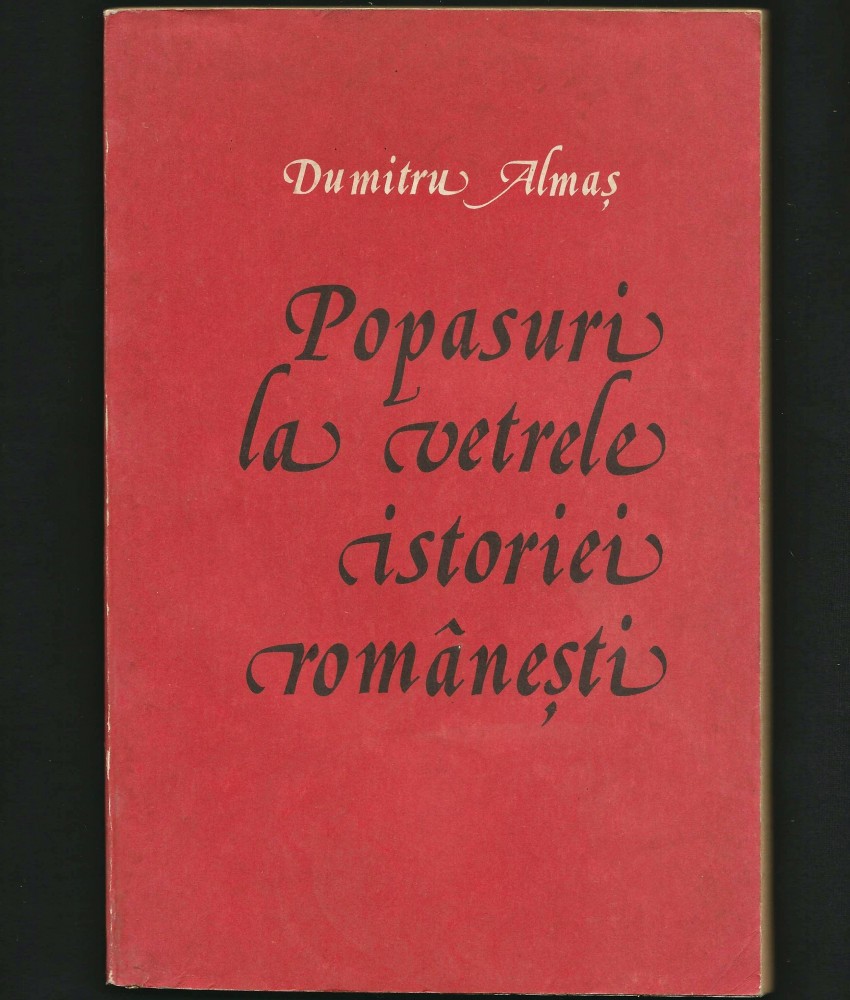 Dumitru Almaș
Popasuri
la vetrele
istoriei
românești